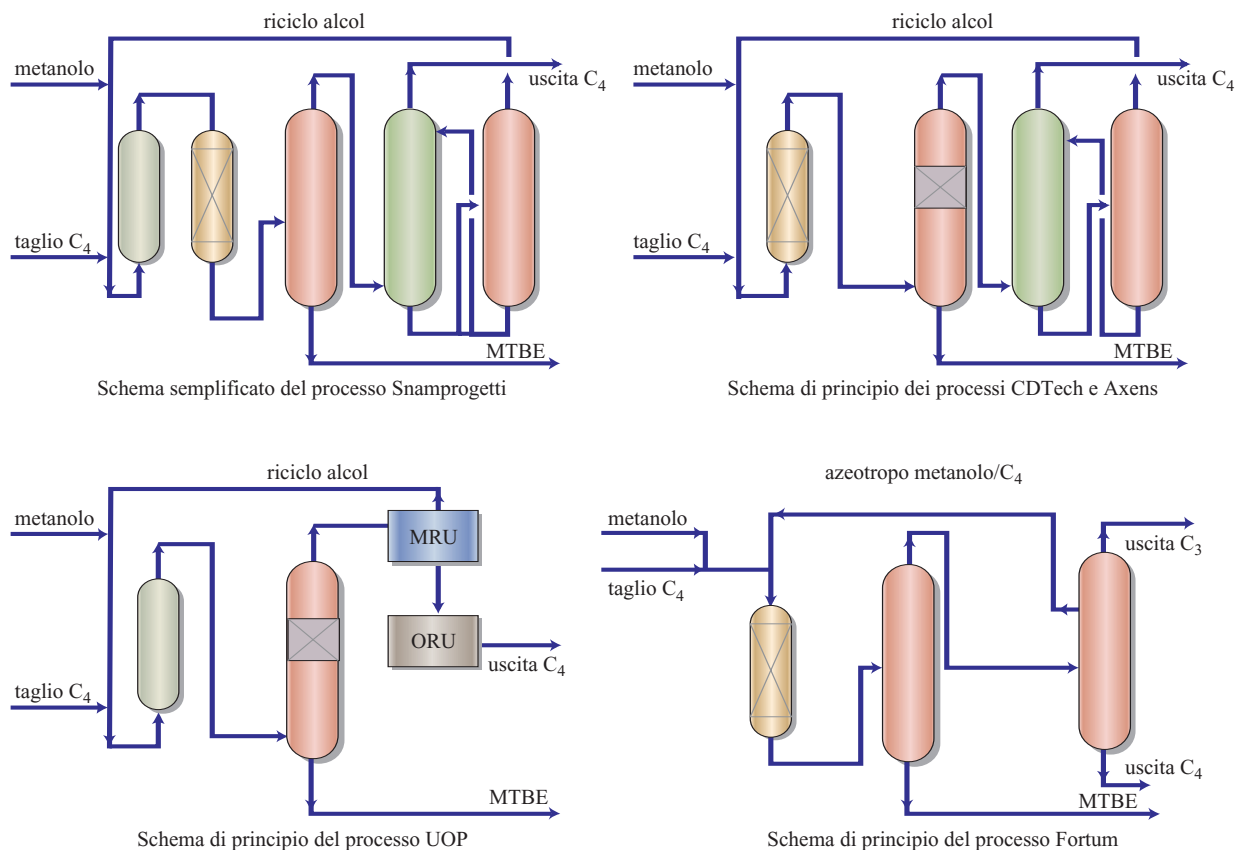 riciclo alcol
metanolo
uscita C4
taglio C4
MTBE
Schema semplificato del processo Snamprogetti
riciclo alcol
metanolo
uscita C4
taglio C4
MTBE
Schema di principio dei processi CDTech e Axens
riciclo alcol
metanolo
MRU
ORU
uscita C4
taglio C4
MTBE
Schema di principio del processo UOP
azeotropo metanolo/C4
metanolo
uscita C3
taglio C4
uscita C4
MTBE
Schema di principio del processo Fortum